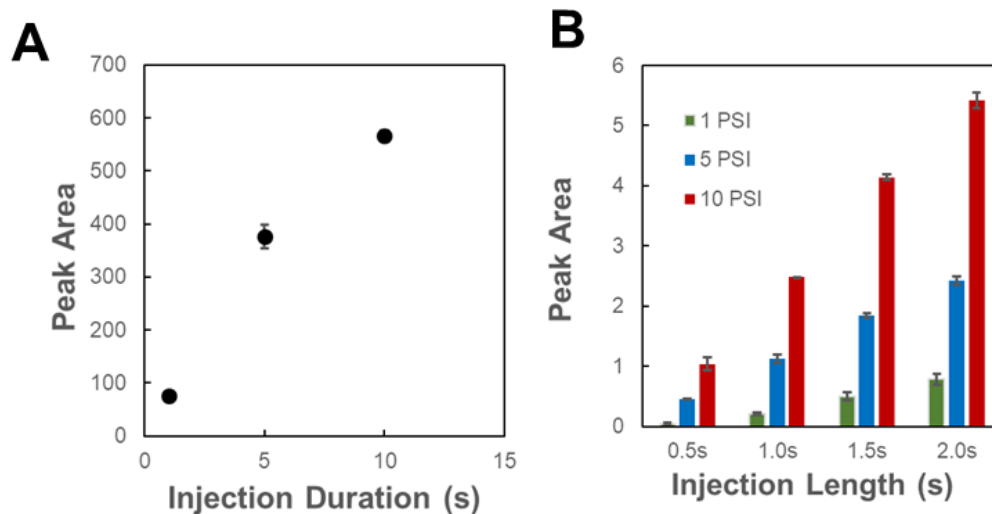 A
Peak Area
700
600
500
400
300
200
100
0
0 5 10 15
Injection Duration (s)
B
Peak Area
6
5
4
3
2
1
0
1 PSI
5 PSI
10 PSI
0.5s 1.0s 1.5s 2.0s
Injection Length (s)